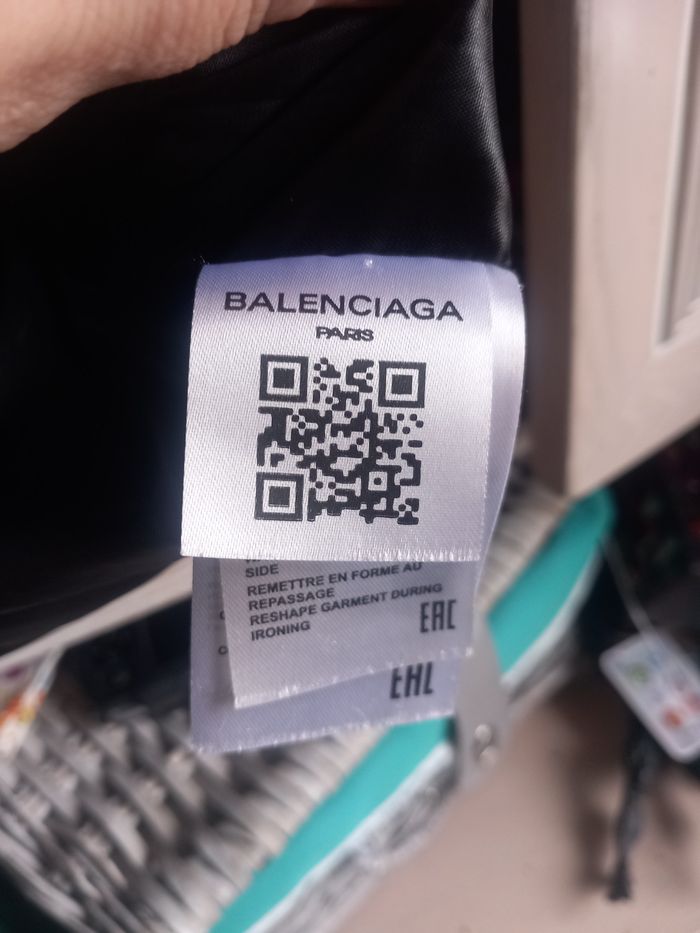 BALENCIAGA
PARIS
SIDE
REMETTRE EN FORME AU
REPASSAGE
RESHAPE GARMENT DURING
IRONING
EAC
EAC